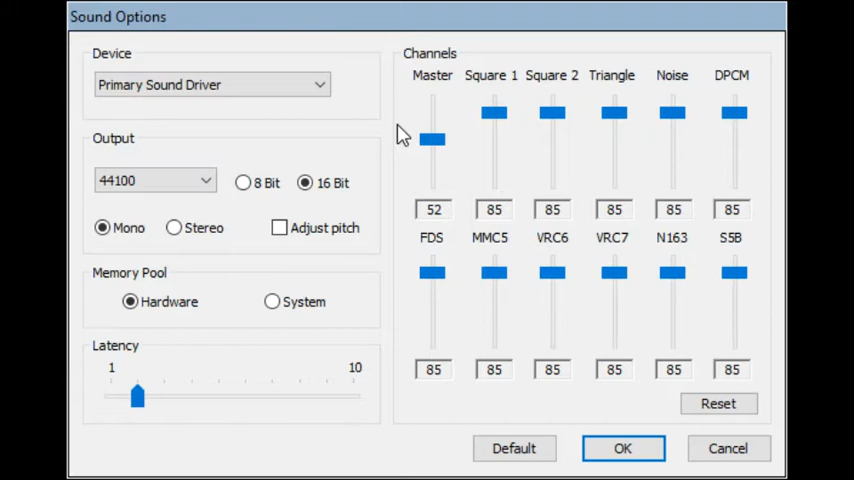 Sound Options
Device
Primary Sound Driver
Output
44100
8 Bit
16 Bit
Mono
Stereo
Adjust pitch
Memory Pool
Hardware
System
Latency
1 10
Channels
Master Square 1 Square 2 Triangle Noise DPCM
52 85 85 85 85 85
FDS MMC5 VRC6 VRC7 N163 S5B
85 85 85 85 85 85
Reset
Default OK Cancel